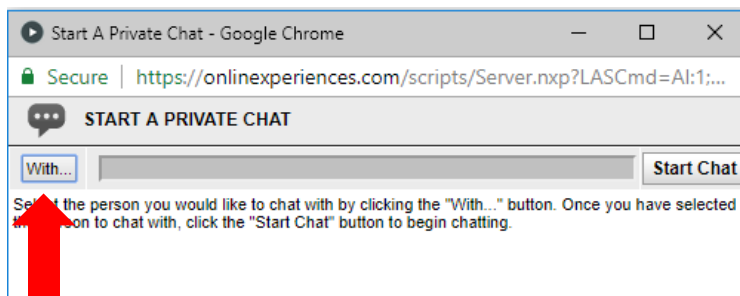 Start A Private Chat - Google Chrome
Secure | https://onlinexperiences.com/scripts/Server.nxp?LASCmd=AI:1;...
START A PRIVATE CHAT
With... Start Chat
the person you would like to chat with by clicking the "With..." button. Once you have selected
to chat with, click the "Start Chat" button to begin chatting.